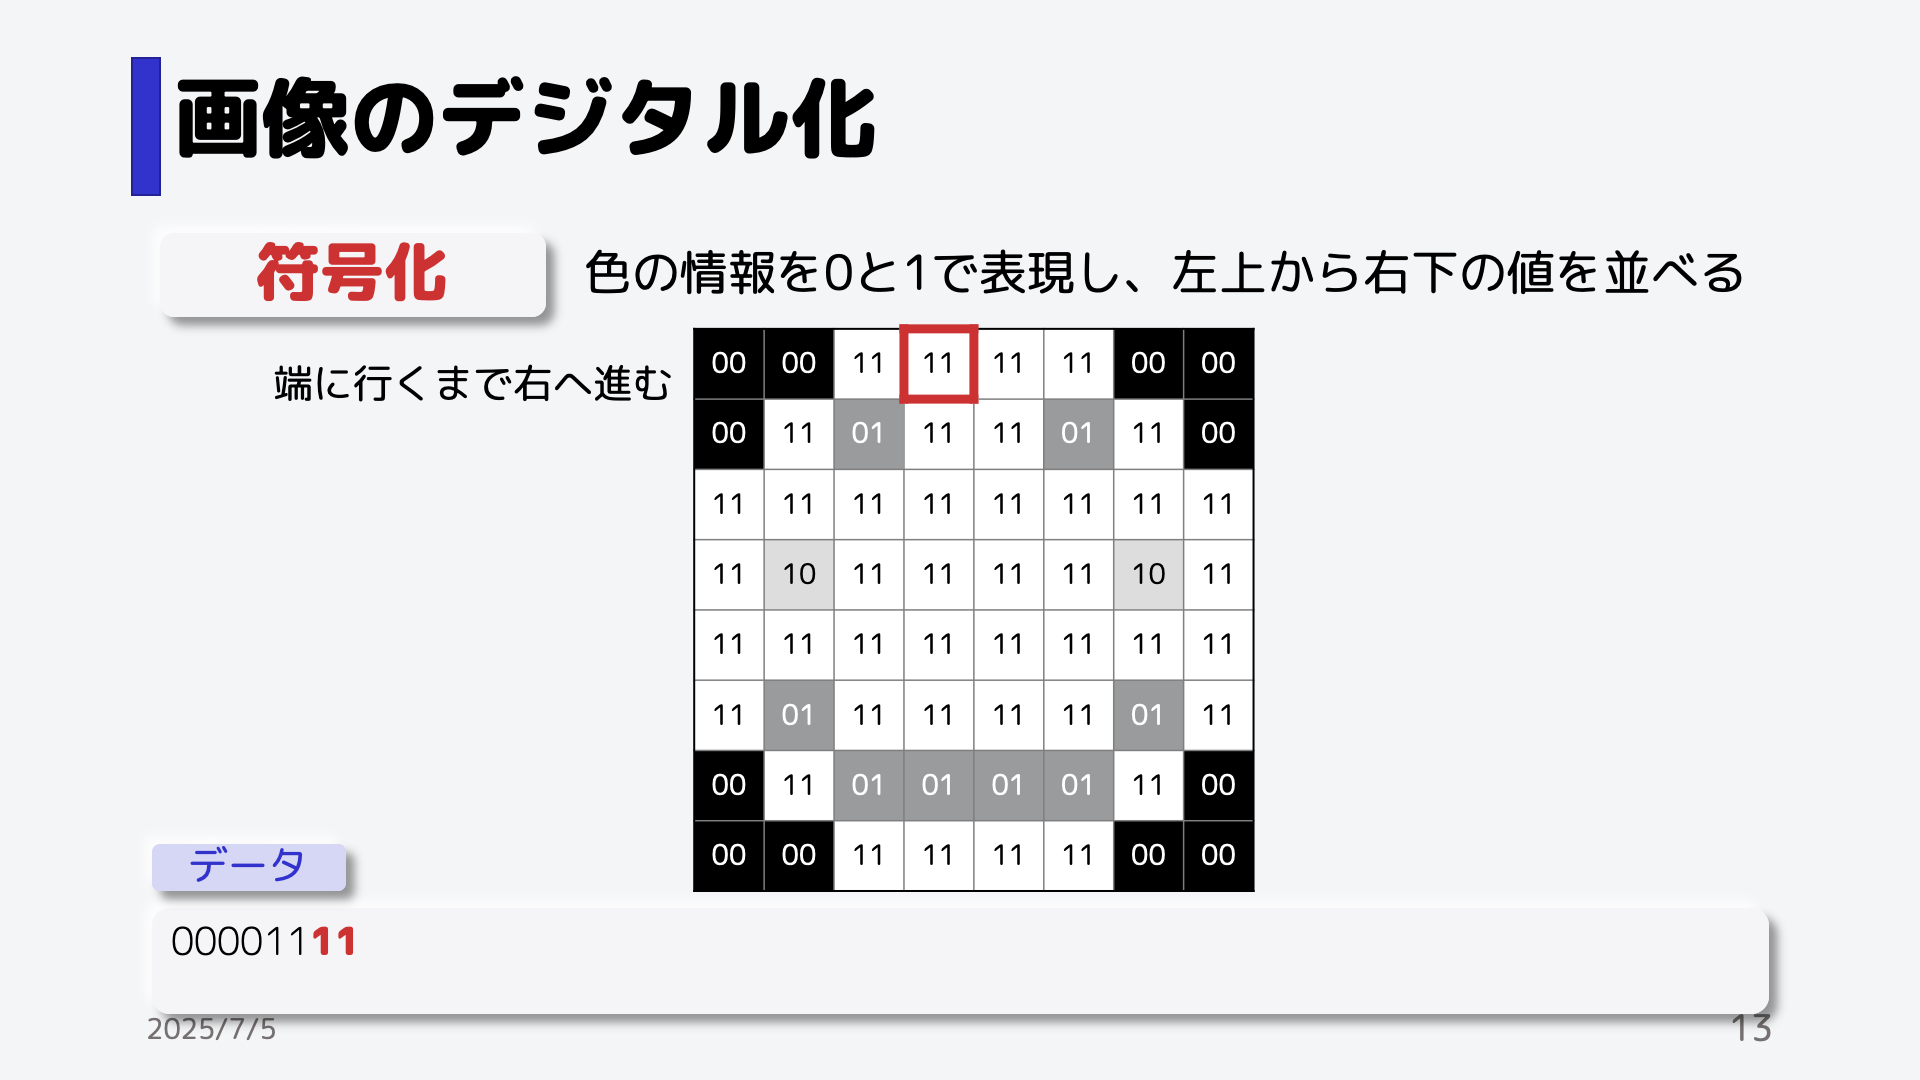 画像のデジタル化
符号化
色の情報を0と1で表現し、左上から右下の値を並べる
端に行くまで右へ進む
00 00 11 11 11 11 00 00
00 11 01 11 11 01 11 00
11 11 11 11 11 11 11 11
11 10 11 11 11 11 10 11
11 11 11 11 11 11 11 11
11 01 11 11 11 11 01 11
00 11 01 01 01 01 11 00
00 00 11 11 11 11 00 00
データ
00001111
2025/7/5
13